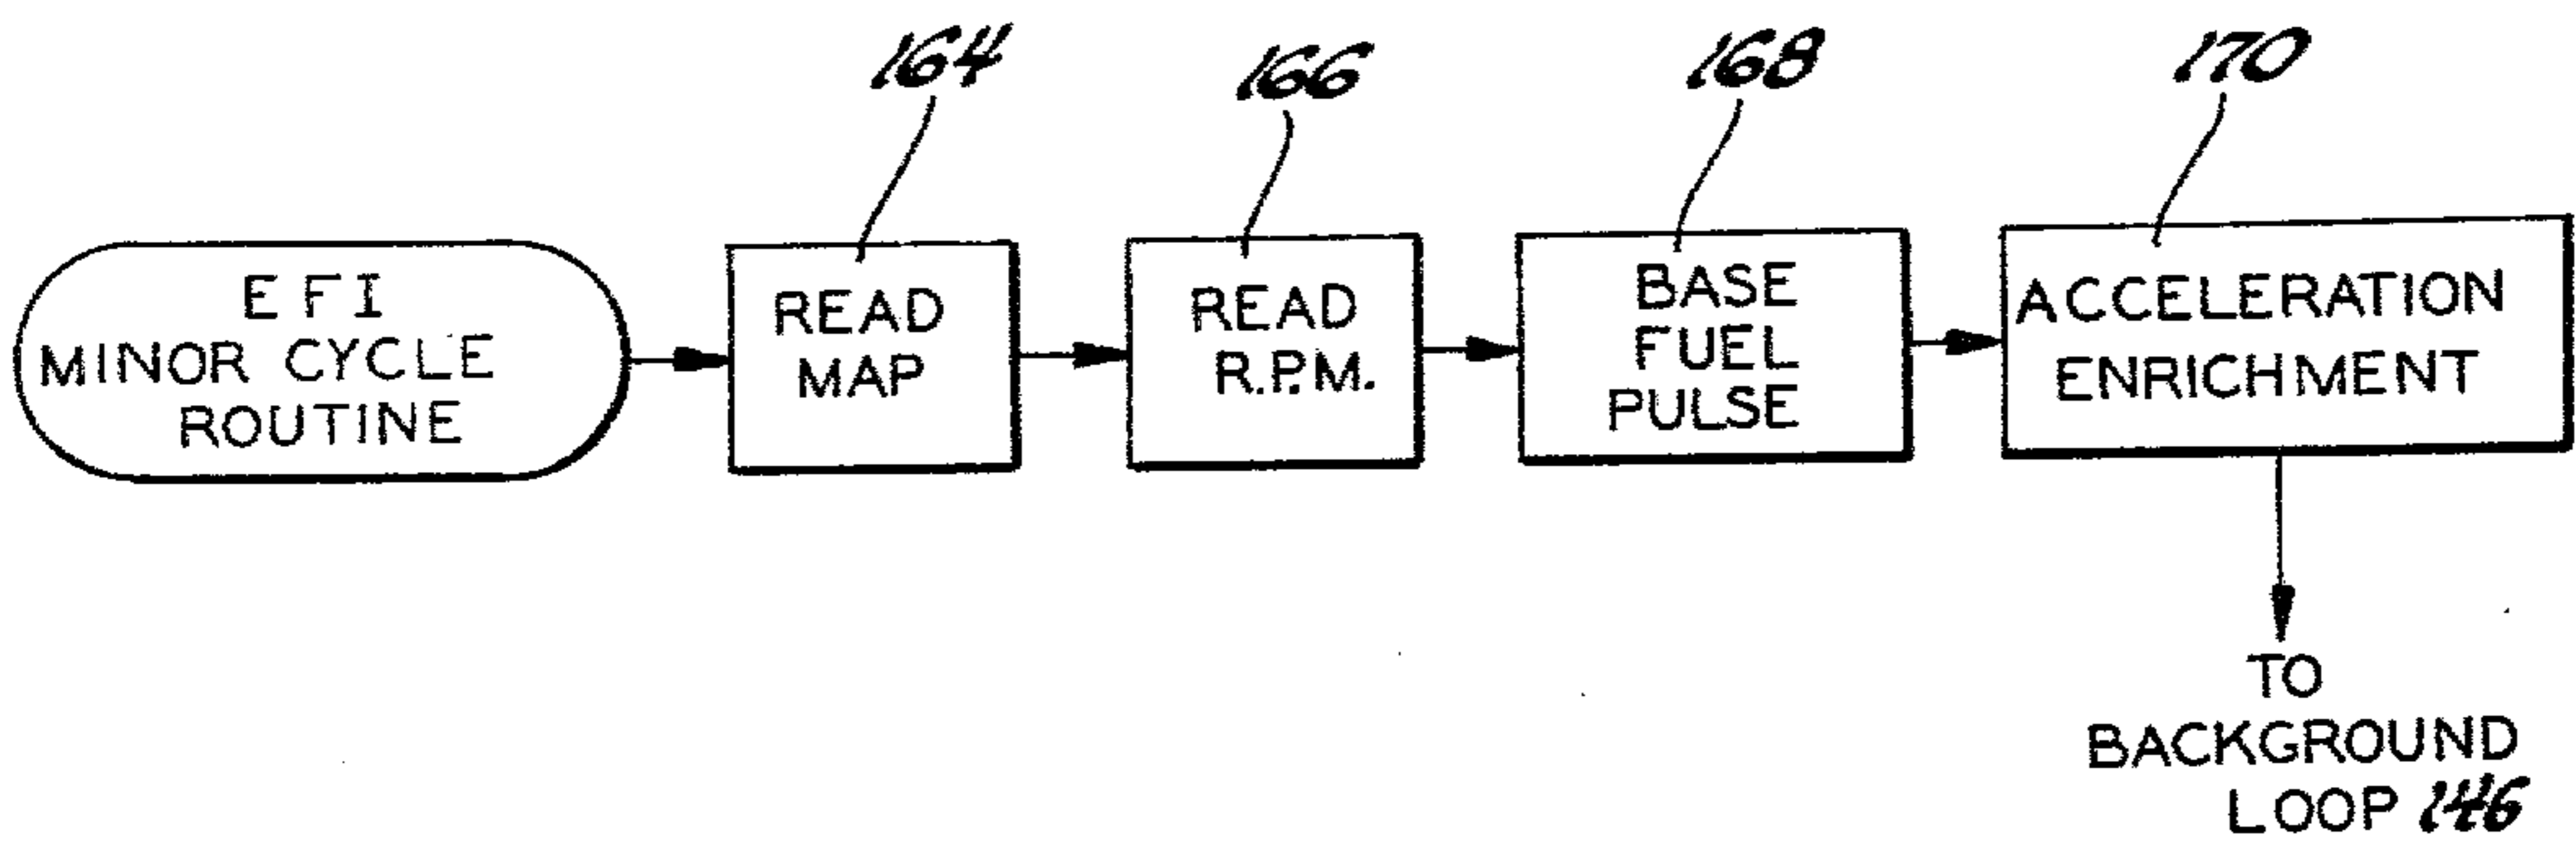 164
166
168
170
EFI
MINOR CYCLE
ROUTINE
READ
MAP
READ
R.P.M.
BASE
FUEL
PULSE
ACCELERATION
ENRICHMENT
TO
BACKGROUND
LOOP 146